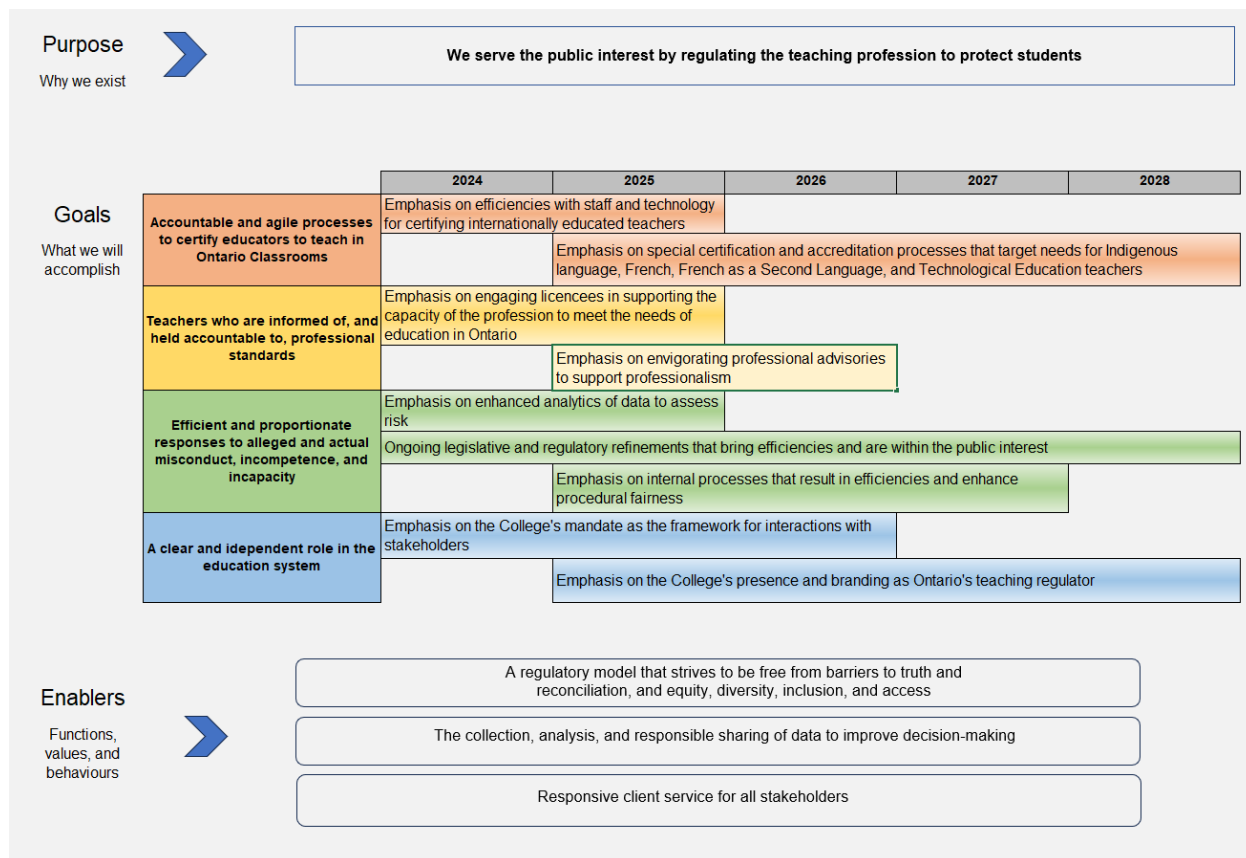 Purpose
Why we exist
We serve the public interest by regulating the teaching profession to protect students
Goals
What we will
accomplish
2024
2025
2026
2027
2028
Accountable and agile processes
to certify educators to teach in
Ontario Classrooms
Emphasis on efficiencies with staff and technology
for certifying internationally educated teachers
Emphasis on special certification and accreditation processes that target needs for Indigenous
language, French, French as a Second Language, and Technological Education teachers
Teachers who are informed of, and
held accountable to, professional
standards
Emphasis on engaging licencees in supporting the
capacity of the profession to meet the needs of
education in Ontario
Emphasis on envigorating professional advisories
to support professionalism
Efficient and proportionate
responses to alleged and actual
misconduct, incompetence, and
incapacity
Emphasis on enhanced analytics of data to assess
risk
Ongoing legislative and regulatory refinements that bring efficiencies and are within the public interest
Emphasis on internal processes that result in efficiencies and enhance
procedural fairness
A clear and idependent role in the
education system
Emphasis on the College's mandate as the framework for interactions with
stakeholders
Emphasis on the College's presence and branding as Ontario's teaching regulator
Enablers
Functions,
values, and
behaviours
A regulatory model that strives to be free from barriers to truth and
reconciliation, and equity, diversity, inclusion, and access
The collection, analysis, and responsible sharing of data to improve decision-making
Responsive client service for all stakeholders